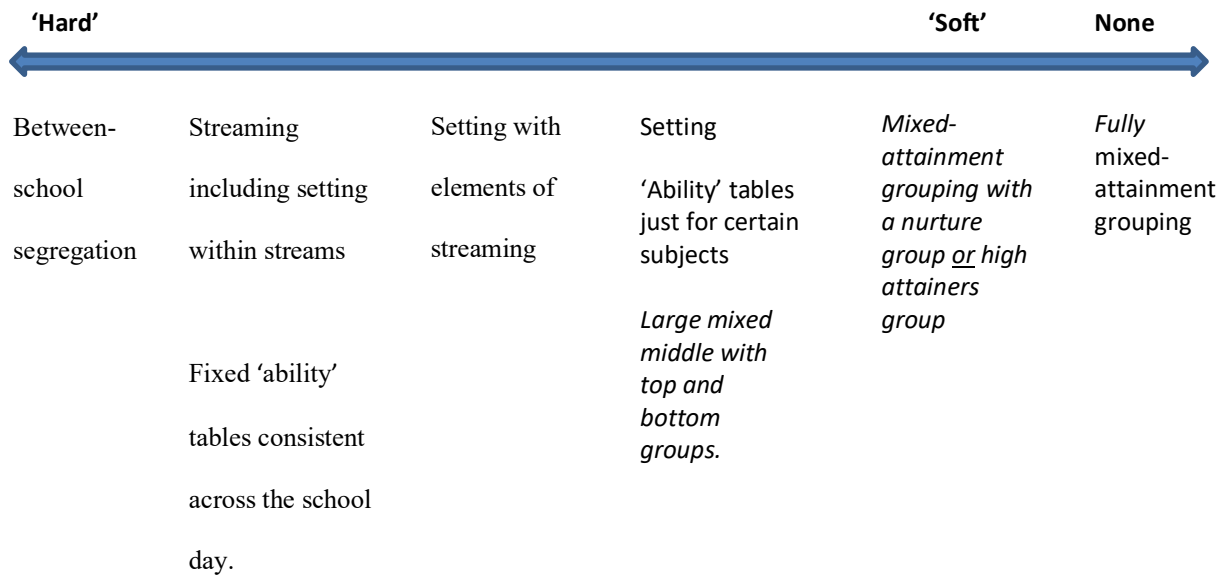 ‘Hard’
‘Soft’
None
Between-
school
segregation
Streaming
including setting
within streams
Fixed ‘ability’
tables consistent
across the school
day.
Setting with
elements of
streaming
Setting
‘Ability’ tables
just for certain
subjects
Large mixed
middle with
top and
bottom
groups.
Mixed-
attainment
grouping with
a nurture
group or high
attainers
group
Fully
mixed-
attainment
grouping